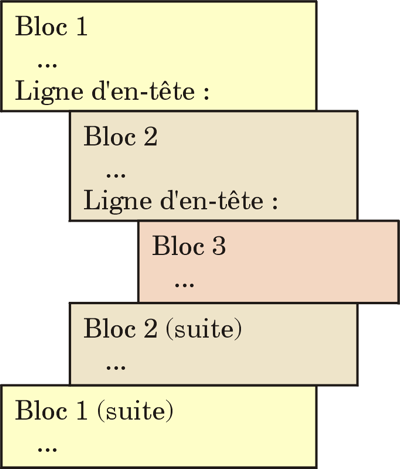 Bloc 1
...
Ligne d'en-tête :
Bloc 2
...
Ligne d'en-tête :
Bloc 3
...
Bloc 2 (suite)
...
Bloc 1 (suite)
...